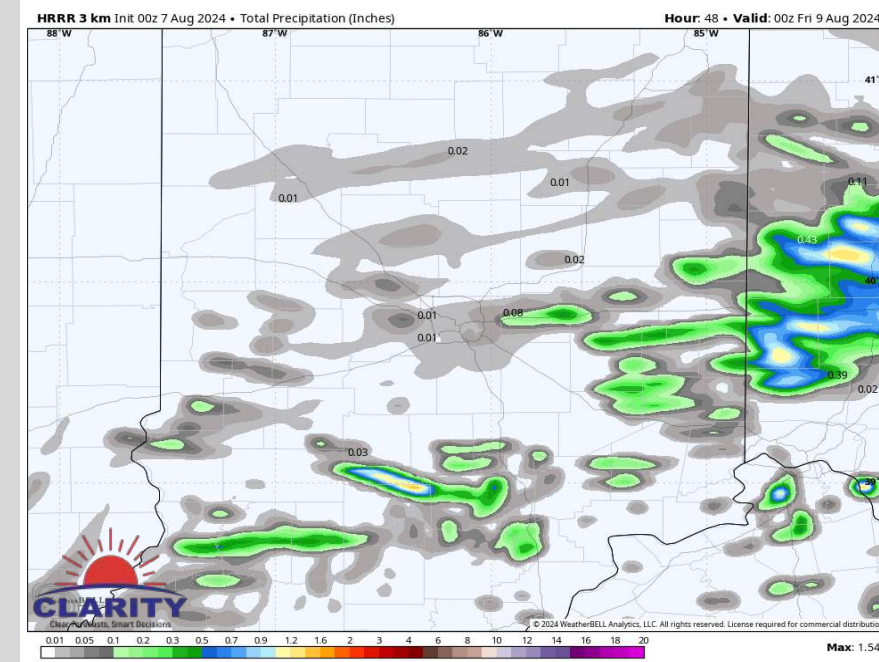 HRRR 3 km Init 00z 7 Aug 2024 • Total Precipitation (Inches) Hour: 48 • Valid: 00z Fri 9 Aug 2024
88°W 87°W 86°W 85°W
41°
0.02
0.01 0.11
0.01
0.43
0.02
40°
0.08
0.01
0.01
0.39
0.02
0.03
39°
CLARITY
Smart Decisions
© 2024 WeatherBELL Analytics, LLC. All rights reserved. License required for commercial distributio
0.01 0.05 0.1 0.2 0.3 0.5 0.7 0.9 1.2 1.6 2 3 4 6 8 10 12 14 16 18 20
Max: 1.54